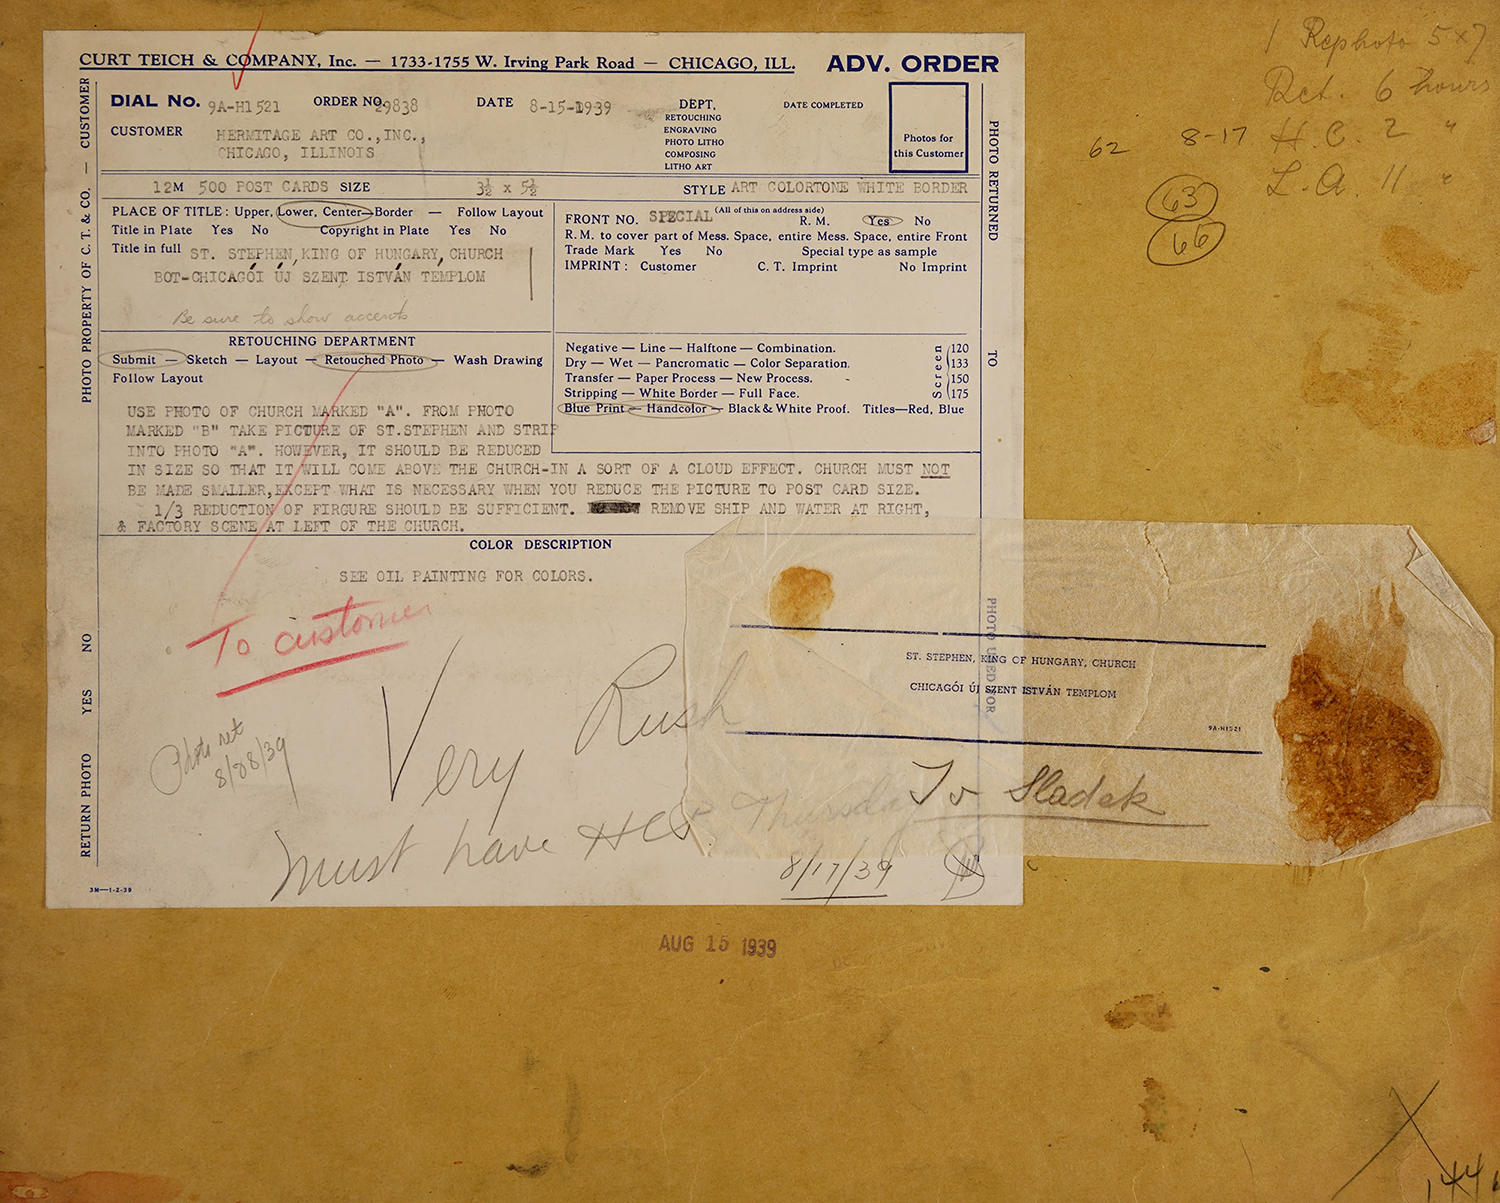 CURT TEICH & COMPANY, Inc. — 1733-1755 W. Irving Park Road — CHICAGO, ILL. ADV. ORDER
DIAL No. 9A-H1521 ORDER NO. 29838 DATE 8-15-1939 DEPT. DATE COMPLETED
RETOUCHING
ENGRAVING
PHOTO LITHO
COMPOSING
LITHO ART
Photos for
this Customer
CUSTOMER HERMITAGE ART CO.,INC.,
CHICAGO, ILLINOIS
12M 500 POST CARDS SIZE 3½ x 5½ STYLE ART COLORTONE WHITE BORDER
PLACE OF TITLE: Upper, Lower, Center—Border — Follow Layout
Title in Plate Yes No Copyright in Plate Yes No
Title in full ST. STEPHEN, KING OF HUNGARY, CHURCH
BOT-CHICAGÓI ÚJ SZENT ISTVÁN TEMPLOM
Be sure to show accents
FRONT NO. SPECIAL (All of this on address side) R. M. Yes No
R. M. to cover part of Mess. Space, entire Mess. Space, entire Front
Trade Mark Yes No Special type as sample
IMPRINT: Customer C. T. Imprint No Imprint
RETOUCHING DEPARTMENT
Submit — Sketch — Layout — Retouched Photo — Wash Drawing
Follow Layout
Negative — Line — Halftone — Combination.
Dry — Wet — Pancromatic — Color Separation.
Transfer — Paper Process — New Process.
Stripping — White Border — Full Face.
Blue Print — Handcolor — Black & White Proof. Titles—Red, Blue
Screen
120
133
150
175
USE PHOTO OF CHURCH MARKED "A". FROM PHOTO
MARKED "B" TAKE PICTURE OF ST.STEPHEN AND STRIP
INTO PHOTO "A". HOWEVER, IT SHOULD BE REDUCED
IN SIZE SO THAT IT WILL COME ABOVE THE CHURCH-IN A SORT OF A CLOUD EFFECT. CHURCH MUST NOT
BE MADE SMALLER,EXCEPT WHAT IS NECESSARY WHEN YOU REDUCE THE PICTURE TO POST CARD SIZE.
1/3 REDUCTION OF FIRGURE SHOULD BE SUFFICIENT. REMOVE SHIP AND WATER AT RIGHT,
& FACTORY SCENE AT LEFT OF THE CHURCH.
COLOR DESCRIPTION
SEE OIL PAINTING FOR COLORS.
To customer
Very Rush
Photo ret
8/28/39
Must have HCP Thursday
8/17/39
3M—1-2-39
RETURN PHOTO YES NO PHOTO PROPERTY OF C. T. & CO. — CUSTOMER
PHOTO RETURNED TO
PHOTO USED FOR
ST. STEPHEN, KING OF HUNGARY, CHURCH
CHICAGÓI ÚJ SZENT ISTVÁN TEMPLOM
9A-H1521
To Sladek
AUG 15 1939
1 Rephoto 5x7
Ret. 6 hours
62 8-17 H.C. 2 "
L.A. 11 "
63
66